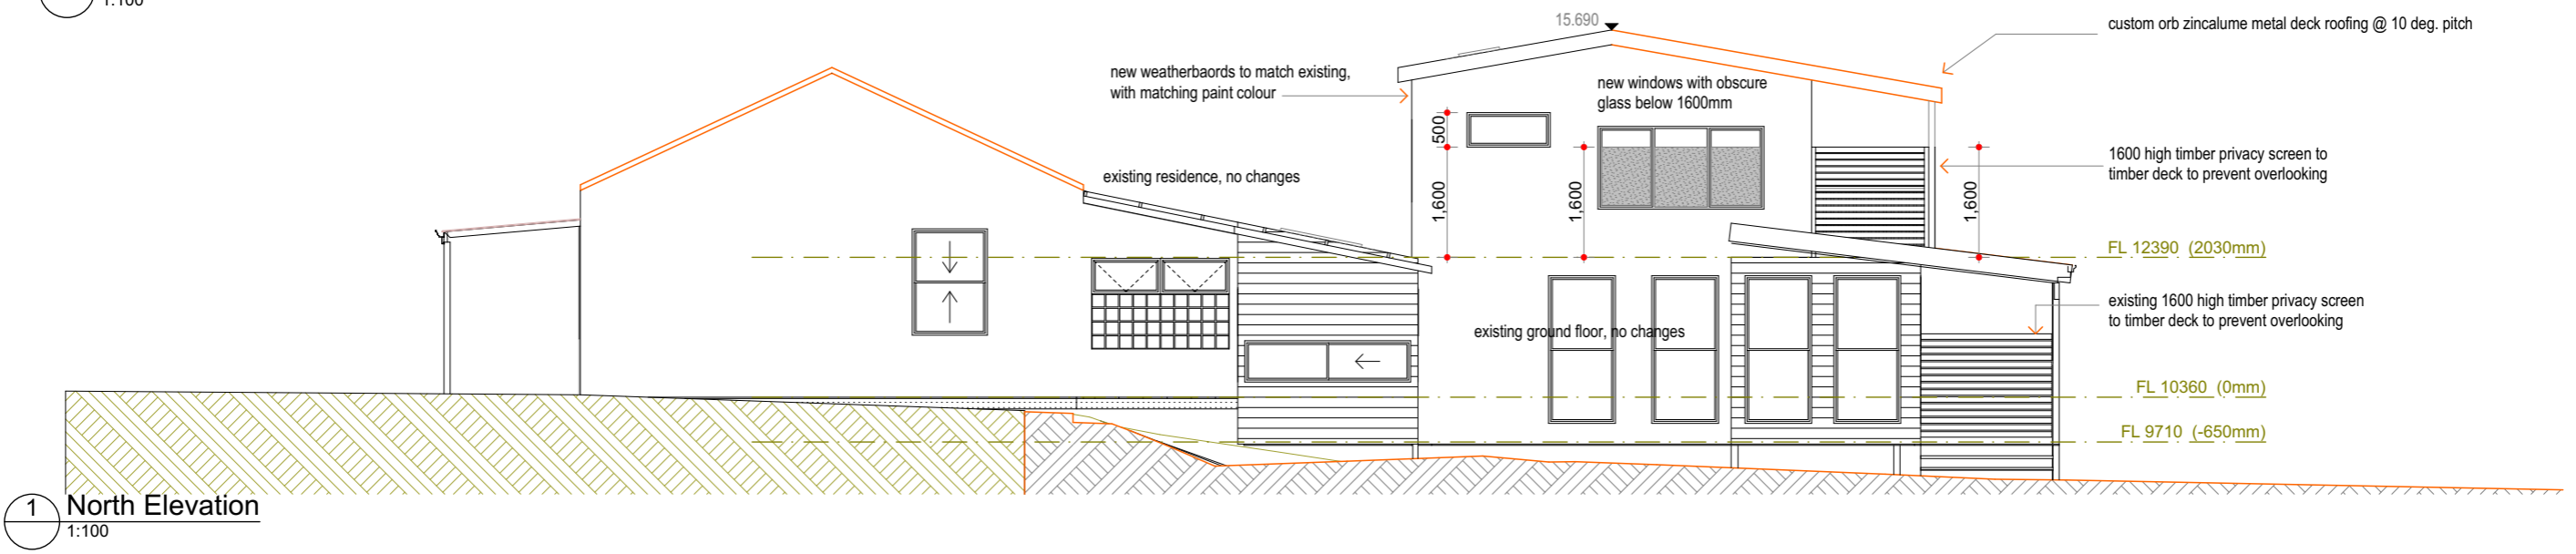 1:100
15.690
custom orb zincalume metal deck roofing @ 10 deg. pitch
new weatherbaords to match existing,
with matching paint colour
new windows with obscure
glass below 1600mm
500
1600 high timber privacy screen to
timber deck to prevent overlooking
existing residence, no changes
1,600
1,600
1,600
FL 12390 (2030mm)
existing 1600 high timber privacy screen
to timber deck to prevent overlooking
existing ground floor, no changes
FL 10360 (0mm)
FL 9710 (-650mm)
1 North Elevation
1:100